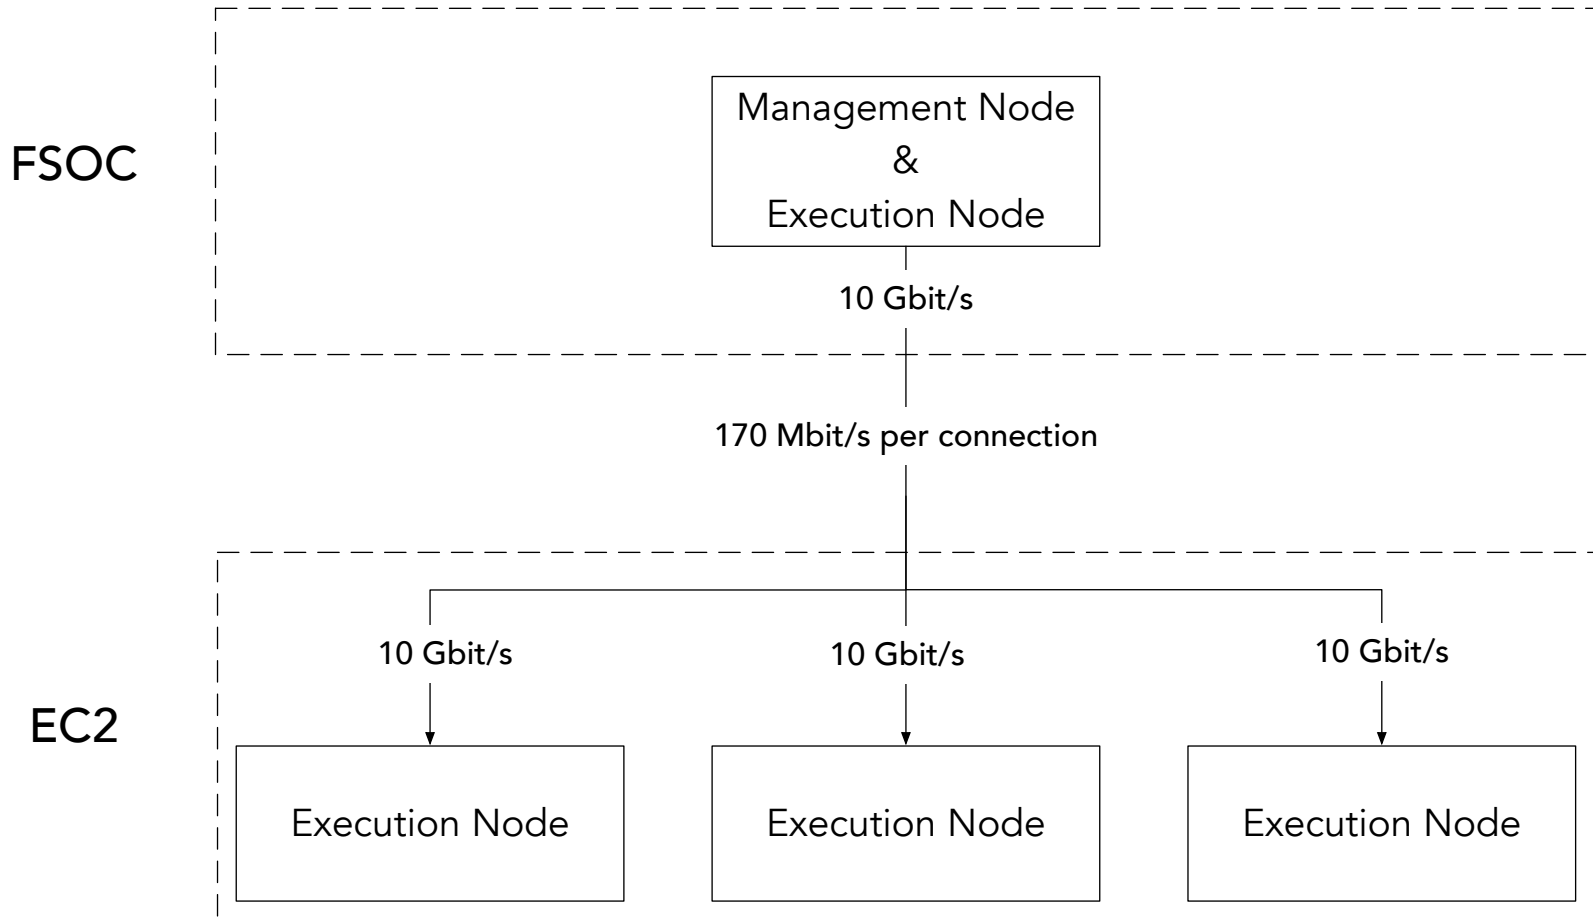 FSOC
Management Node
&
Execution Node
10 Gbit/s
170 Mbit/s per connection
EC2
10 Gbit/s
10 Gbit/s
10 Gbit/s
Execution Node
Execution Node
Execution Node